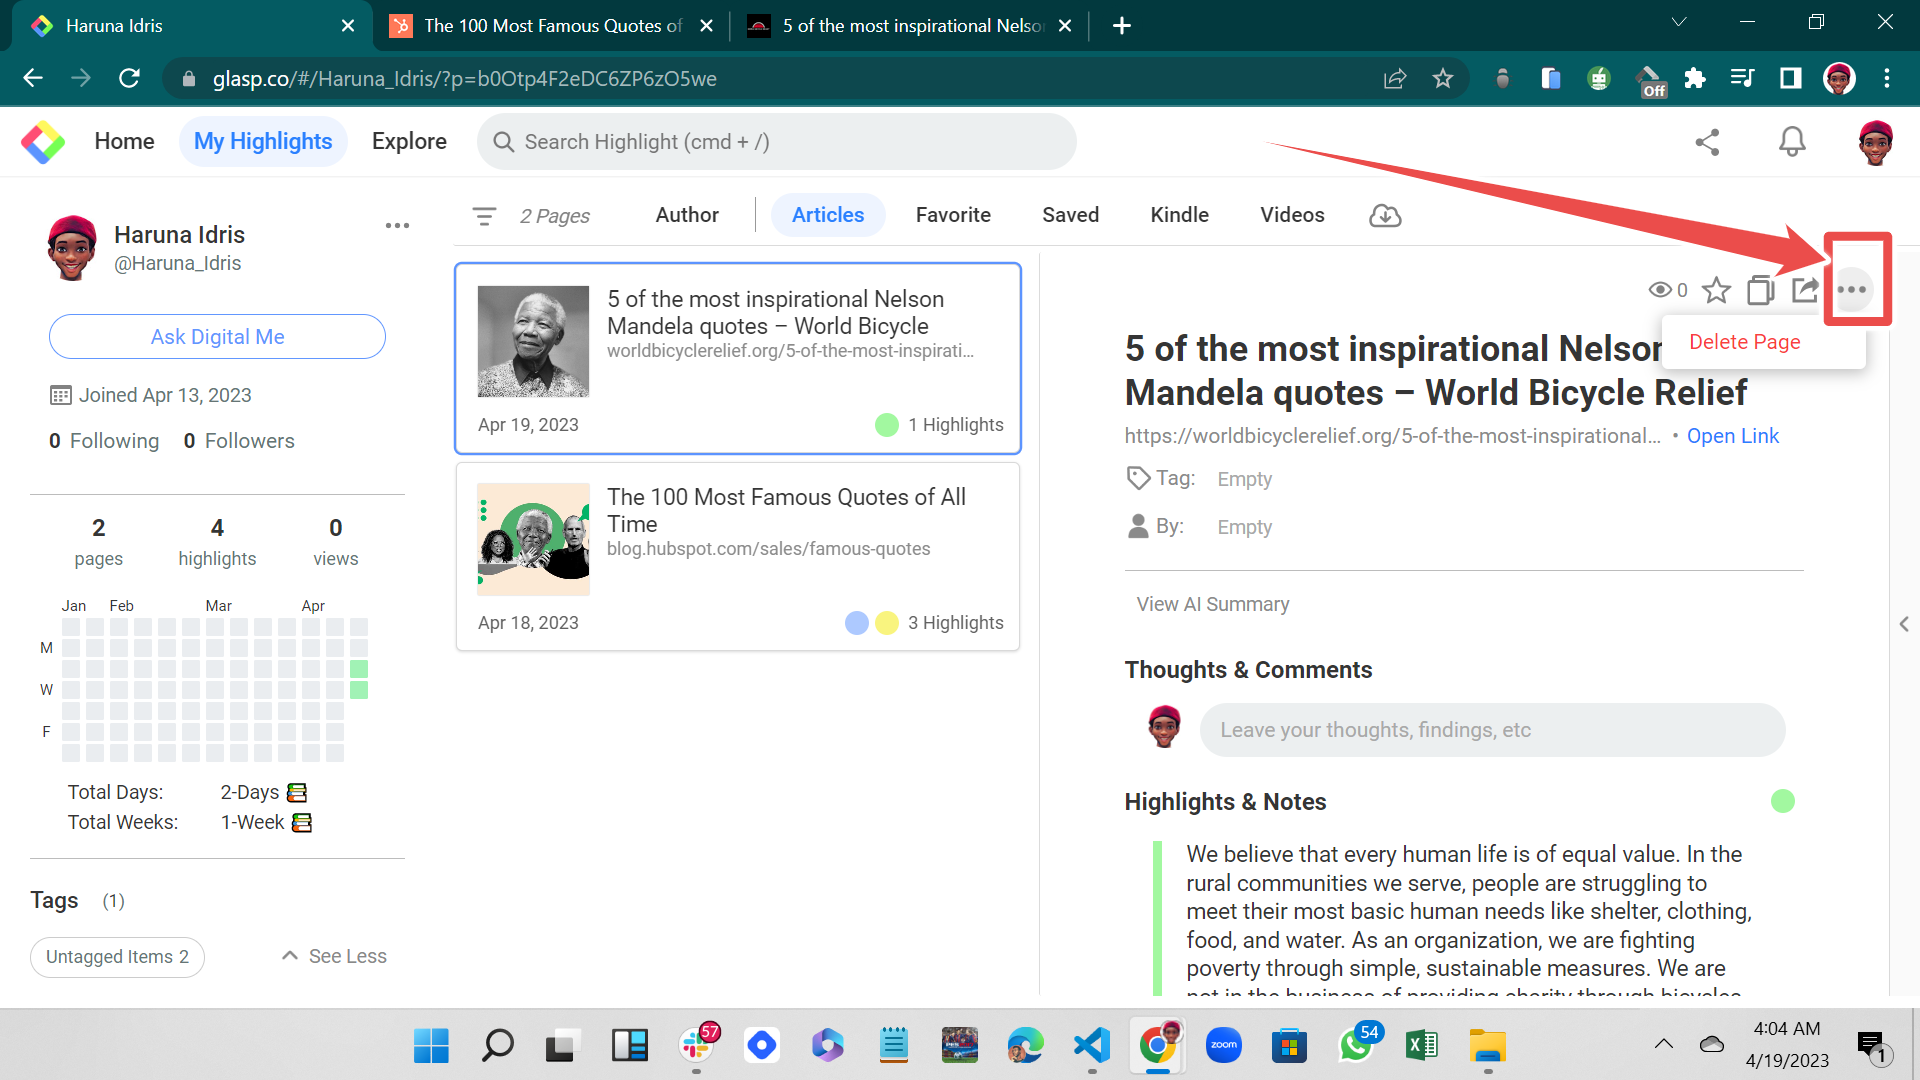 Haruna Idris
The 100 Most Famous Quotes of
5 of the most inspirational Nelso
glasp.co/#/Haruna_Idris/?p=b0Otp4F2eDC6ZP6zO5we
Off
Home
My Highlights
Explore
Search Highlight (cmd + /)
Haruna Idris
@Haruna_Idris
Ask Digital Me
Joined Apr 13, 2023
0 Following 0 Followers
2 4 0
pages highlights views
Jan Feb Mar Apr
M
W
F
Total Days: 2-Days
Total Weeks: 1-Week
Tags (1)
Untagged Items 2
See Less
2 Pages
Author
Articles
Favorite
Saved
Kindle
Videos
5 of the most inspirational Nelson
Mandela quotes – World Bicycle
worldbicyclerelief.org/5-of-the-most-inspirati...
Apr 19, 2023
1 Highlights
The 100 Most Famous Quotes of All
Time
blog.hubspot.com/sales/famous-quotes
Apr 18, 2023
3 Highlights
0
Delete Page
5 of the most inspirational Nelson
Mandela quotes – World Bicycle Relief
https://worldbicyclerelief.org/5-of-the-most-inspirational... • Open Link
Tag: Empty
By: Empty
View AI Summary
Thoughts & Comments
Leave your thoughts, findings, etc
Highlights & Notes
We believe that every human life is of equal value. In the
rural communities we serve, people are struggling to
meet their most basic human needs like shelter, clothing,
food, and water. As an organization, we are fighting
poverty through simple, sustainable measures. We are
not in the business of providing charity through bicycles
57
zoom
54
4:04 AM
4/19/2023
1